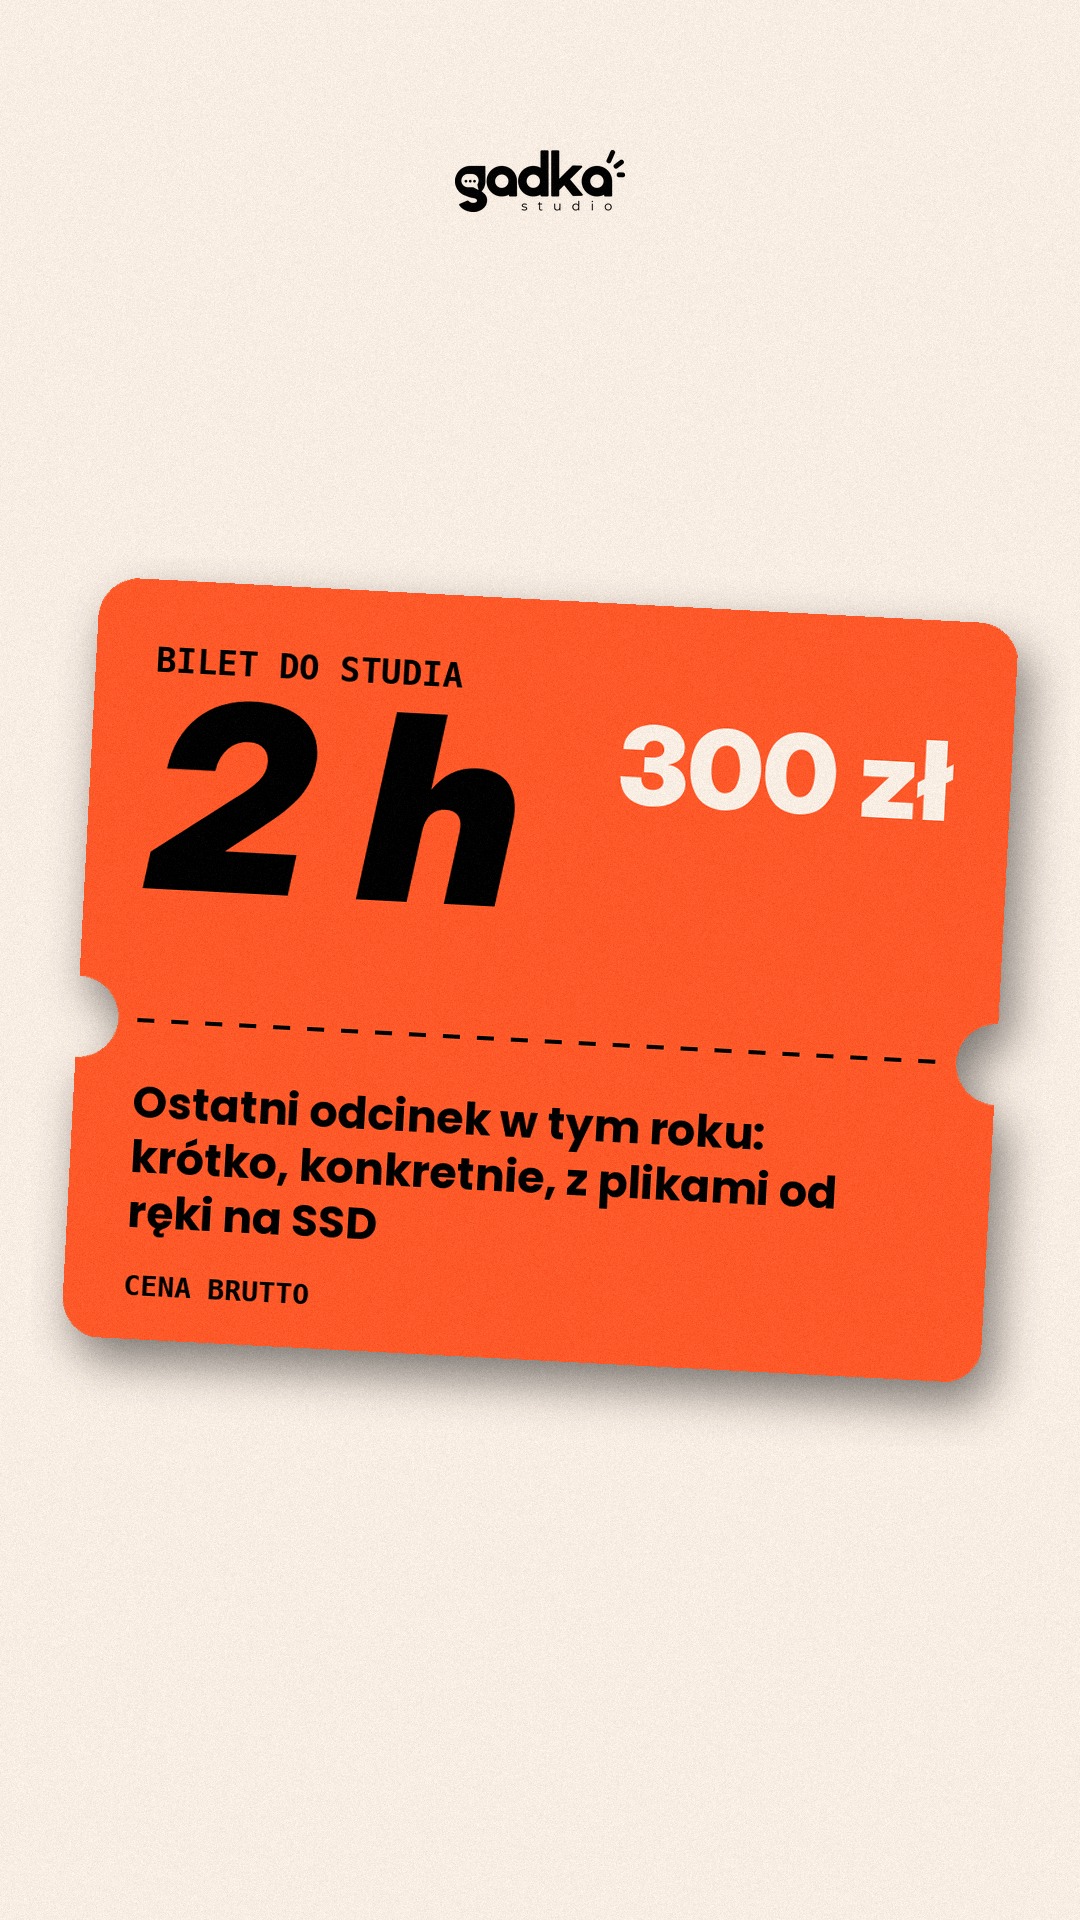 gadka
studio
BILET DO STUDIA
2 h
300 zł
Ostatni odcinek w tym roku:
krótko, konkretnie, z plikami od
ręki na SSD
CENA BRUTTO